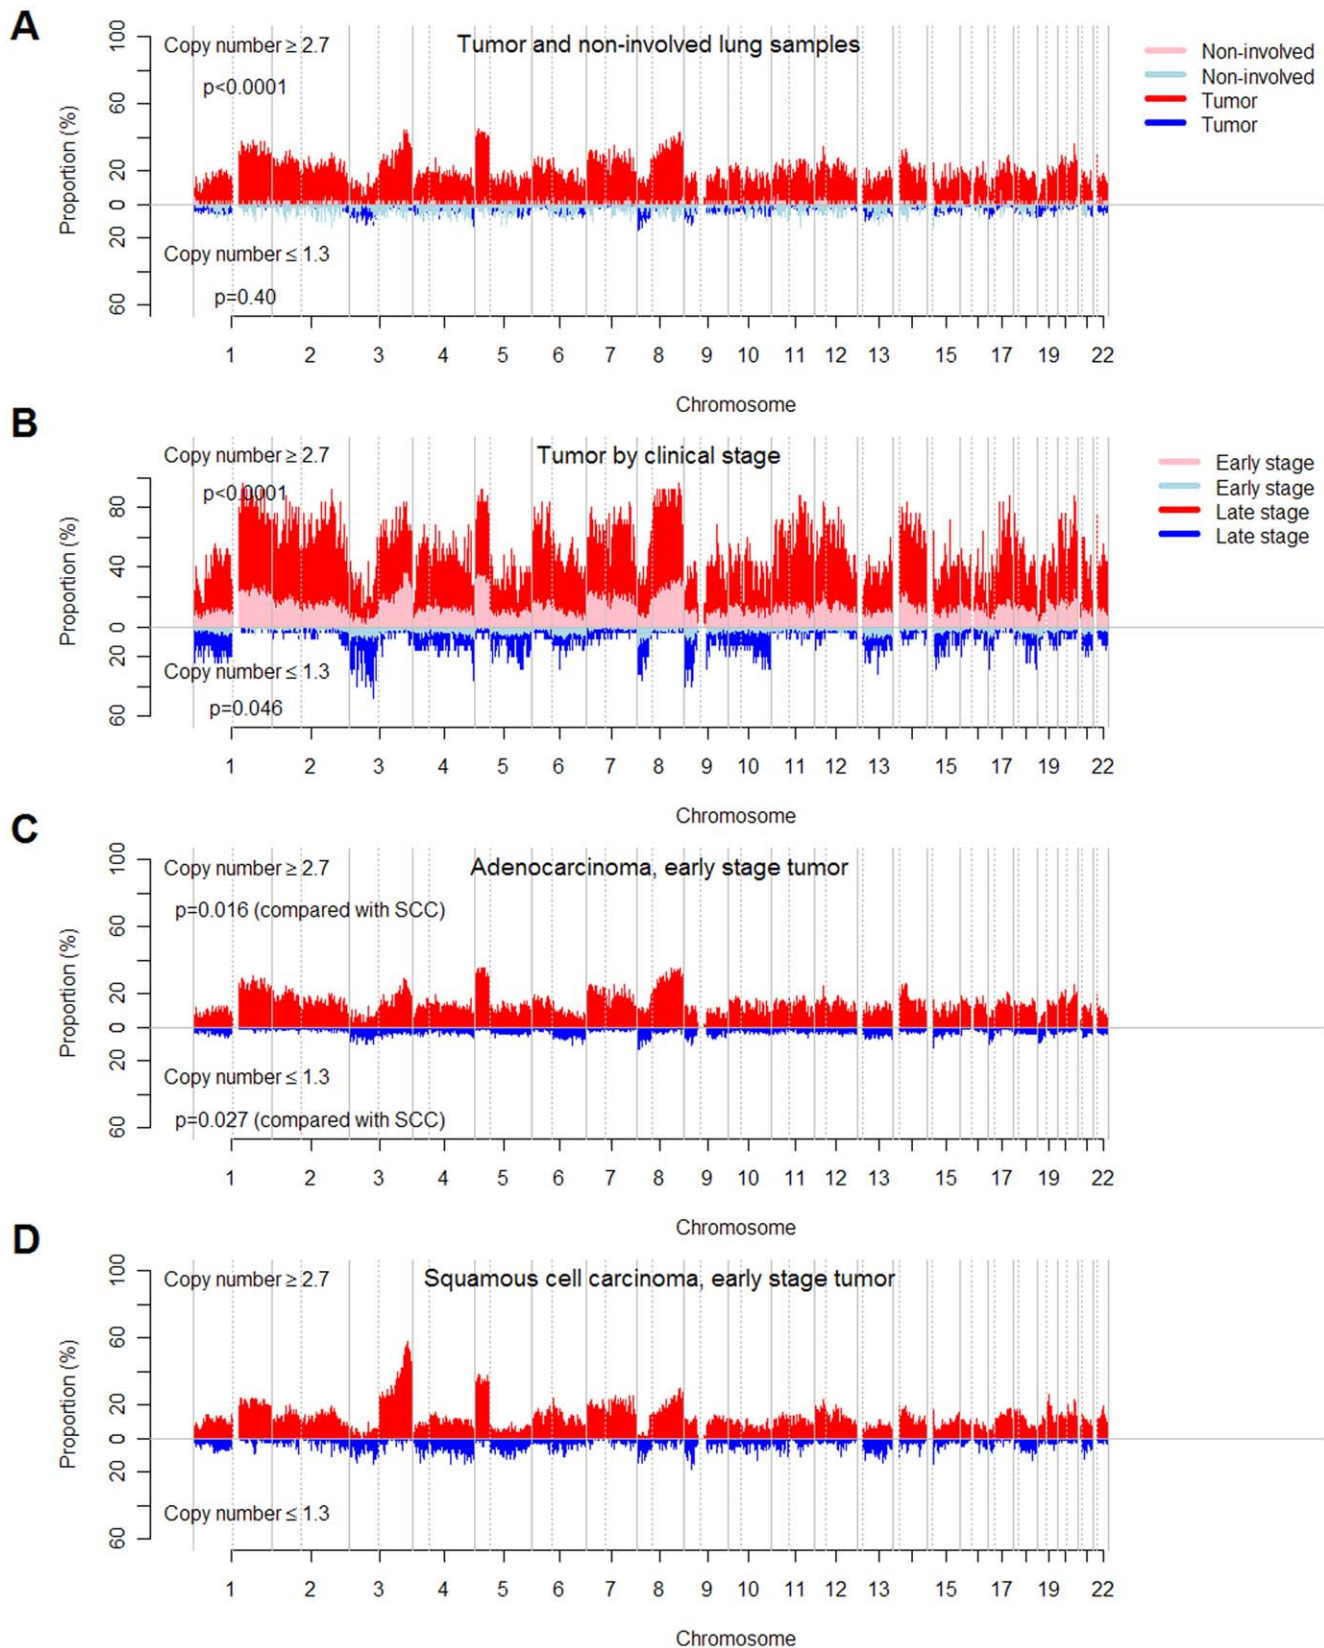 A
Copy number ≥ 2.7
Tumor and non-involved lung samples
p<0.0001
Non-involved
Non-involved
Tumor
Tumor
Proportion (%)
100
60
20
0
20
60
Copy number ≤ 1.3
p=0.40
1 2 3 4 5 6 7 8 9 10 11 13 15 17 19 22
Chromosome
B
Copy number ≥ 2.7
Tumor by clinical stage
p<0.0001
Early stage
Early stage
Late stage
Late stage
Proportion (%)
80
40
0
20
60
Copy number ≤ 1.3
p=0.046
1 2 3 4 5 6 7 8 9 10 11 13 15 17 19 22
Chromosome
C
Copy number ≥ 2.7
Adenocarcinoma, early stage tumor
p=0.016 (compared with SCC)
Proportion (%)
100
60
20
0
20
60
Copy number ≤ 1.3
p=0.027 (compared with SCC)
1 2 3 4 5 6 7 8 9 10 11 13 15 17 19 22
Chromosome
D
Copy number ≥ 2.7
Squamous cell carcinoma, early stage tumor
Proportion (%)
100
60
20
0
20
60
Copy number ≤ 1.3
1 2 3 4 5 6 7 8 9 10 11 13 15 17 19 22
Chromosome